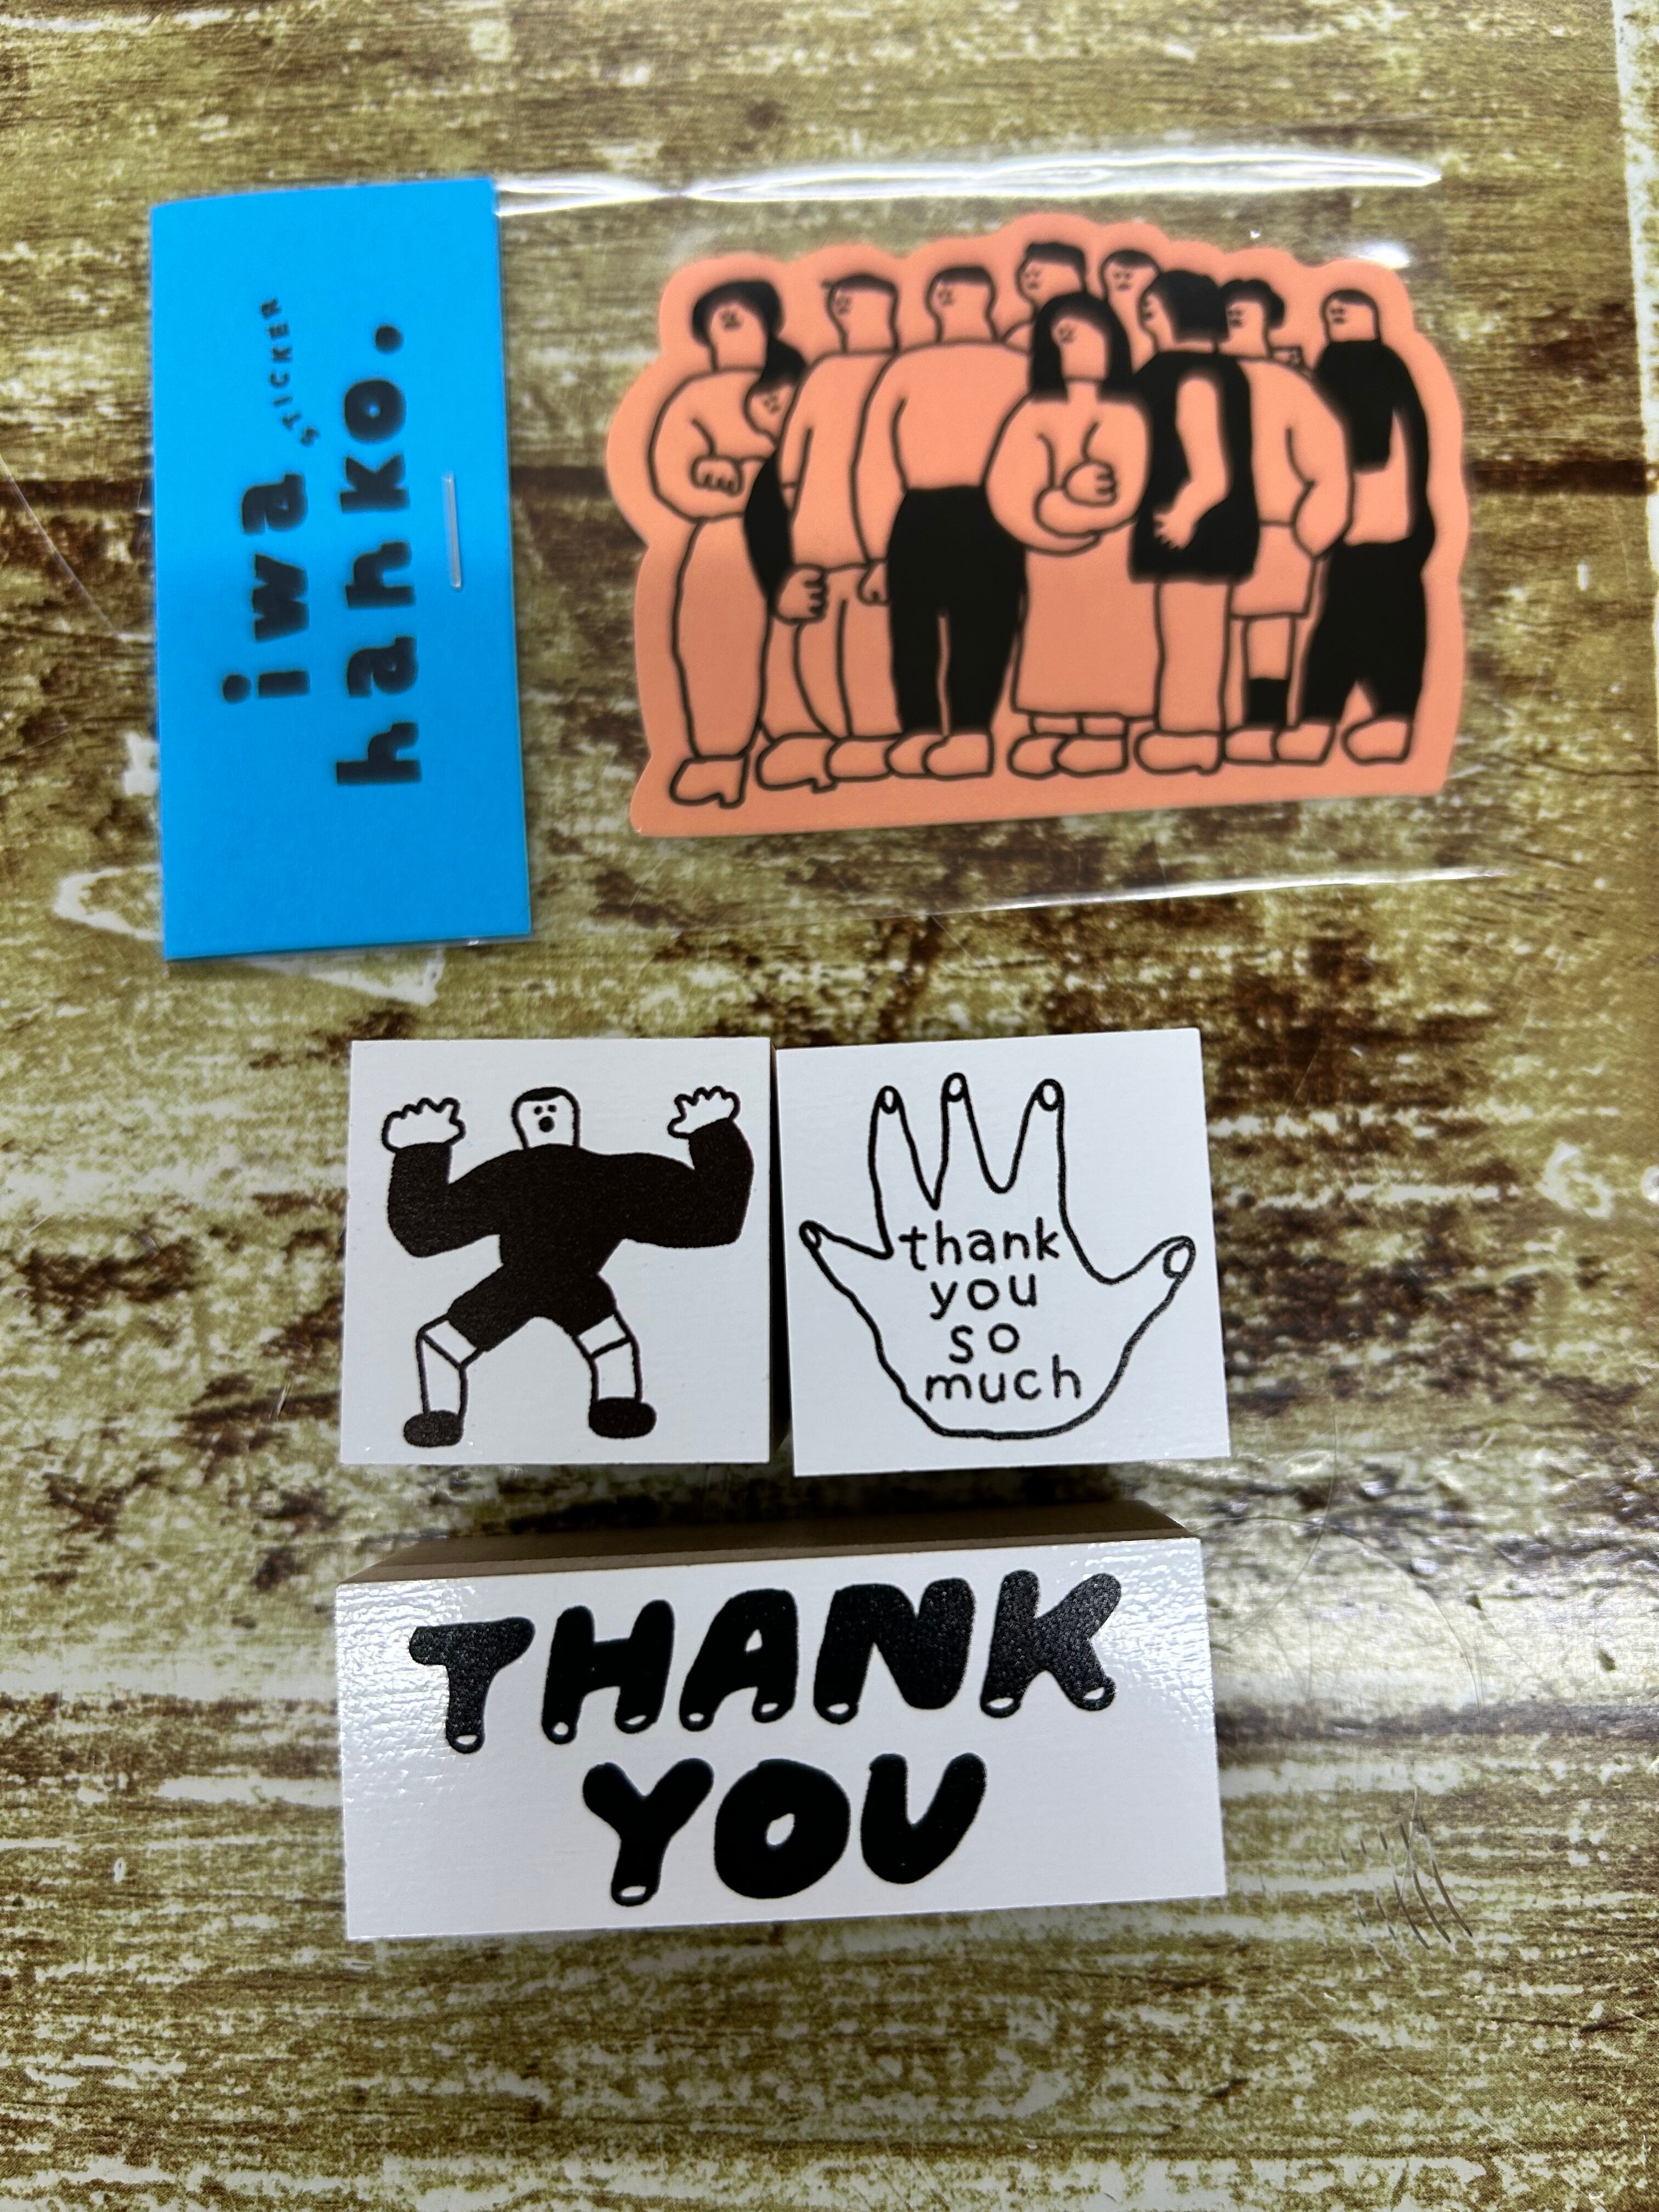 iwa
STICKER
hanko.
thank
you
so
much
THANK
YOU